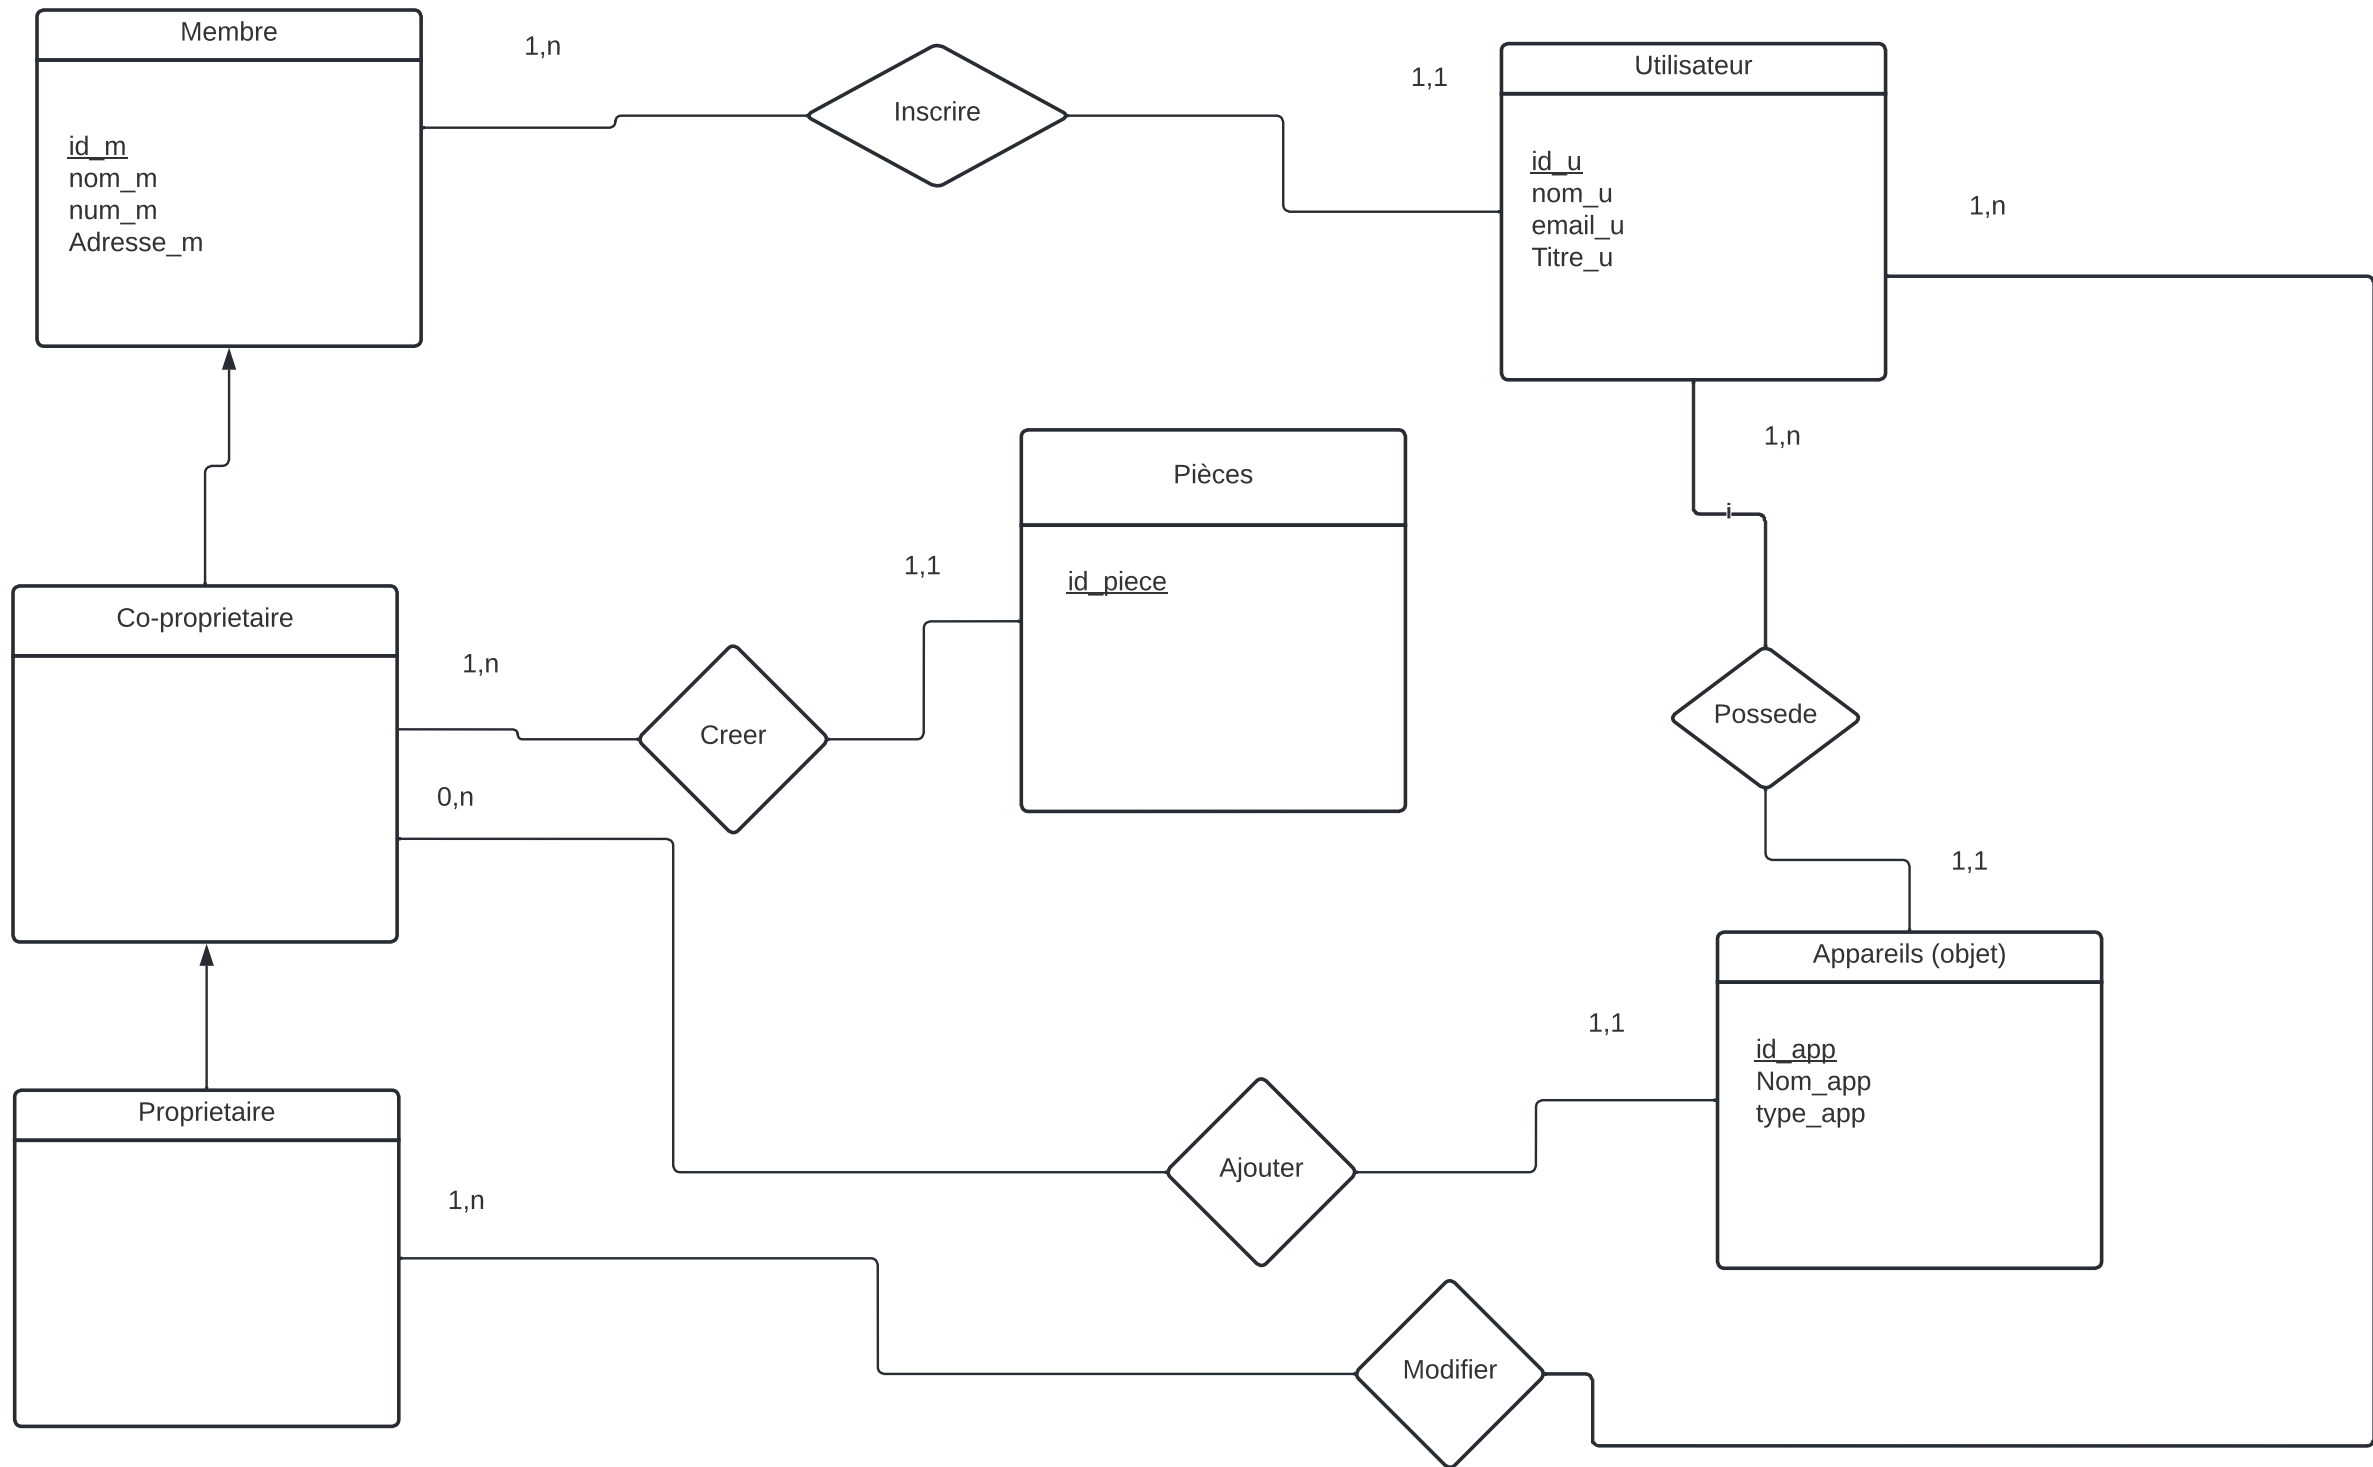 Membre
id_m
nom_m
num_m
Adresse_m
1,n
Inscrire
1,1
Utilisateur
id_u
nom_u
email_u
Titre_u
1,n
1,n
i
Pièces
id_piece
1,1
Co-proprietaire
1,n
Creer
0,n
Possede
1,1
Appareils (objet)
id_app
Nom_app
type_app
1,1
Ajouter
Proprietaire
1,n
Modifier